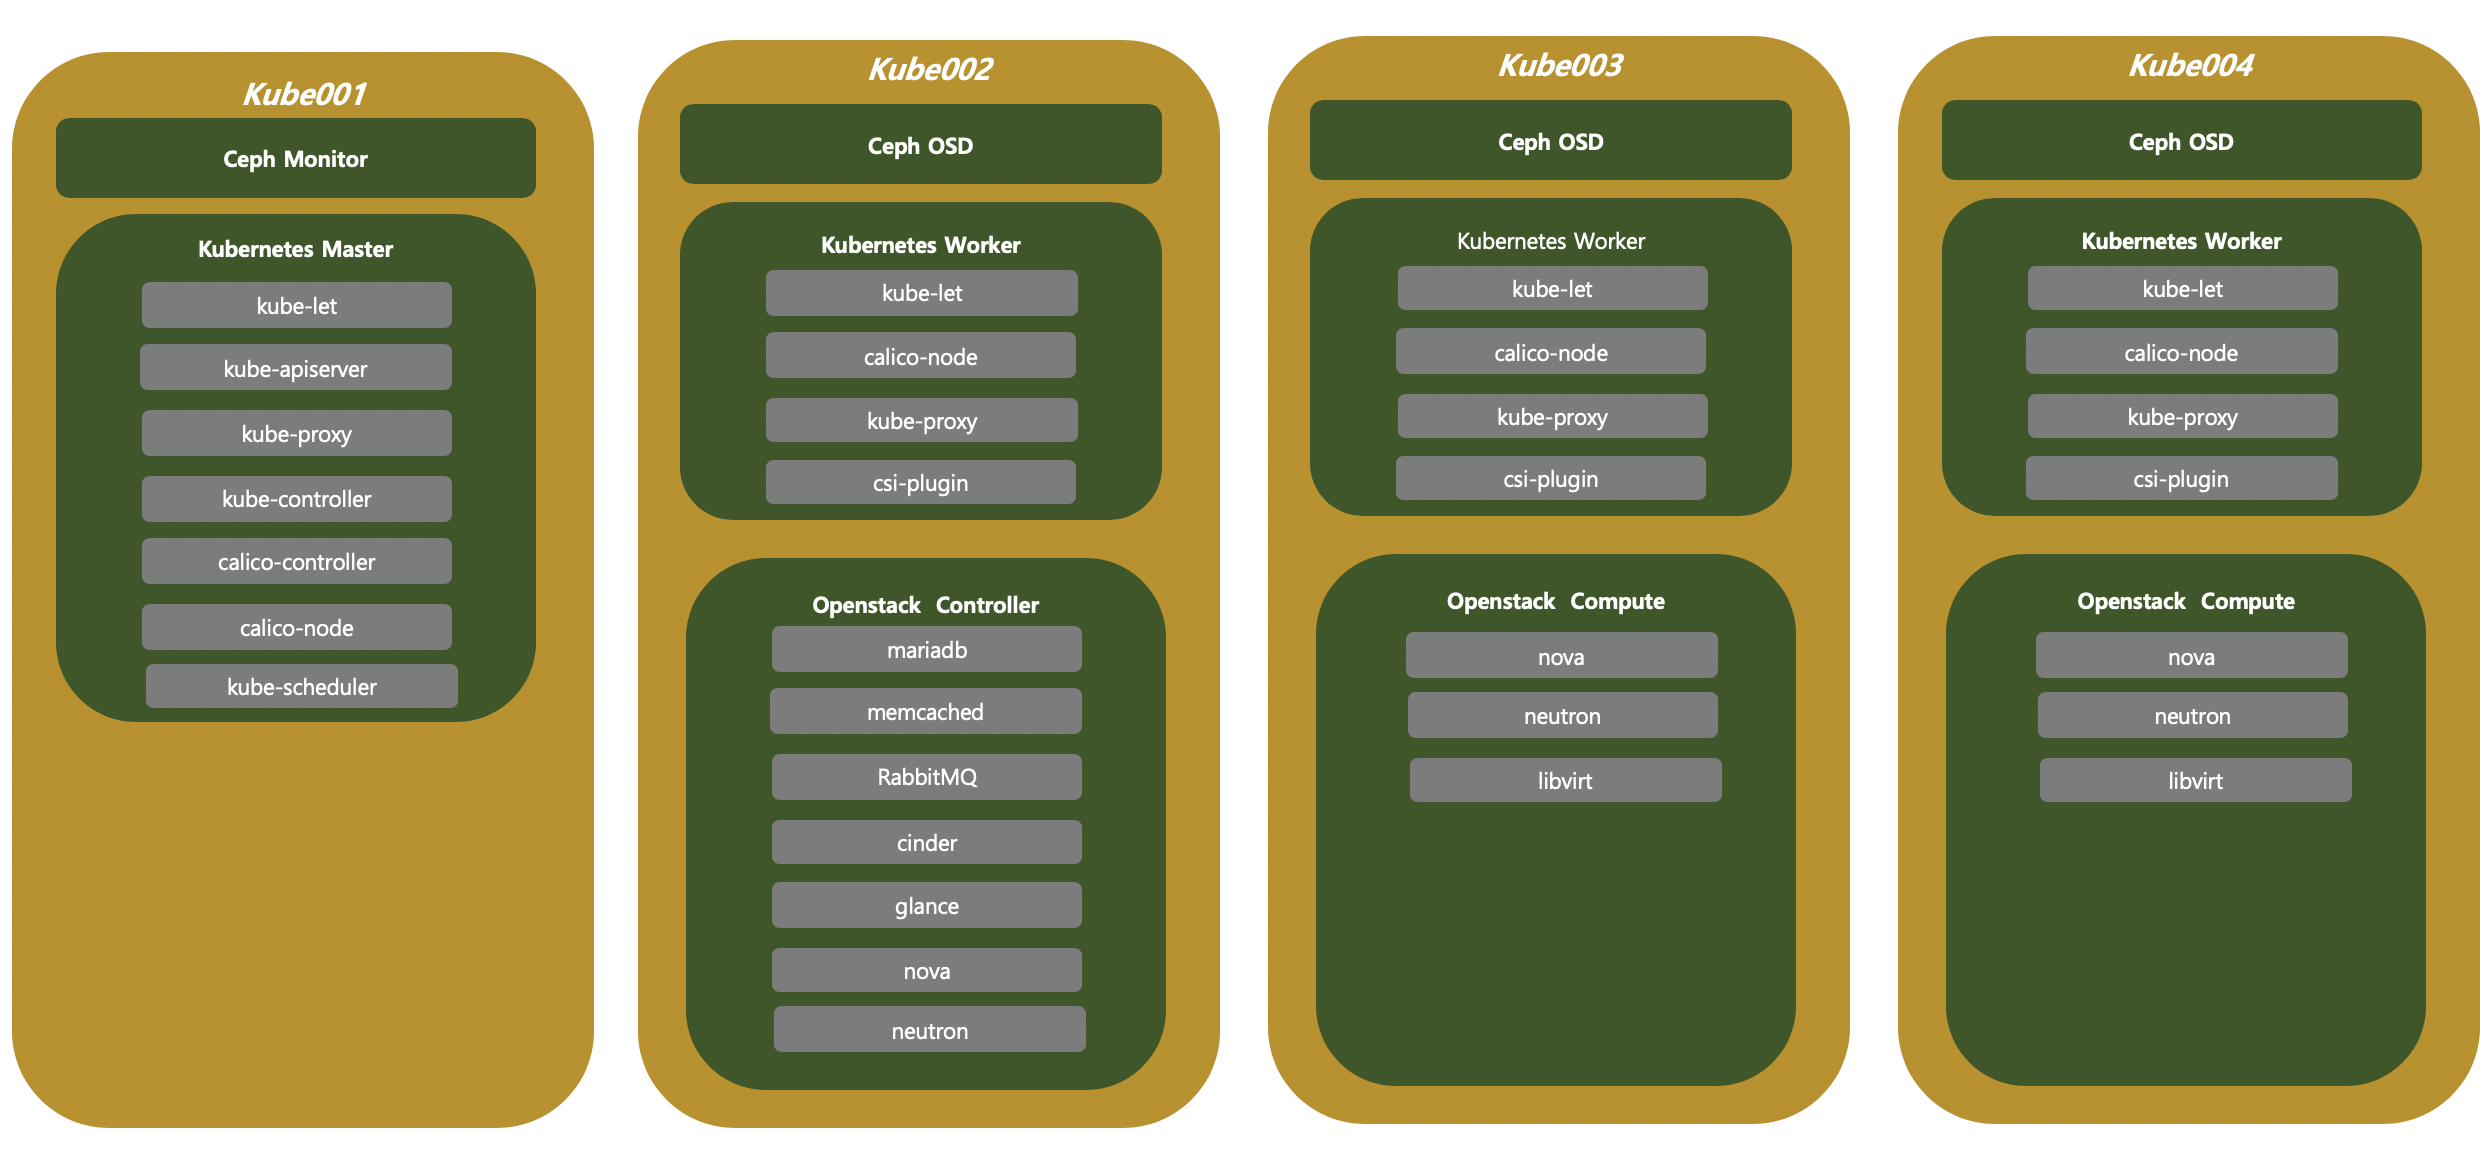 Kube001
Ceph Monitor
Kubernetes Master
kube-let
kube-apiserver
kube-proxy
kube-controller
calico-controller
calico-node
kube-scheduler
Kube002
Ceph OSD
Kubernetes Worker
kube-let
calico-node
kube-proxy
csi-plugin
Openstack Controller
mariadb
memcached
RabbitMQ
cinder
glance
nova
neutron
Kube003
Ceph OSD
Kubernetes Worker
kube-let
calico-node
kube-proxy
csi-plugin
Openstack Compute
nova
neutron
libvirt
Kube004
Ceph OSD
Kubernetes Worker
kube-let
calico-node
kube-proxy
csi-plugin
Openstack Compute
nova
neutron
libvirt